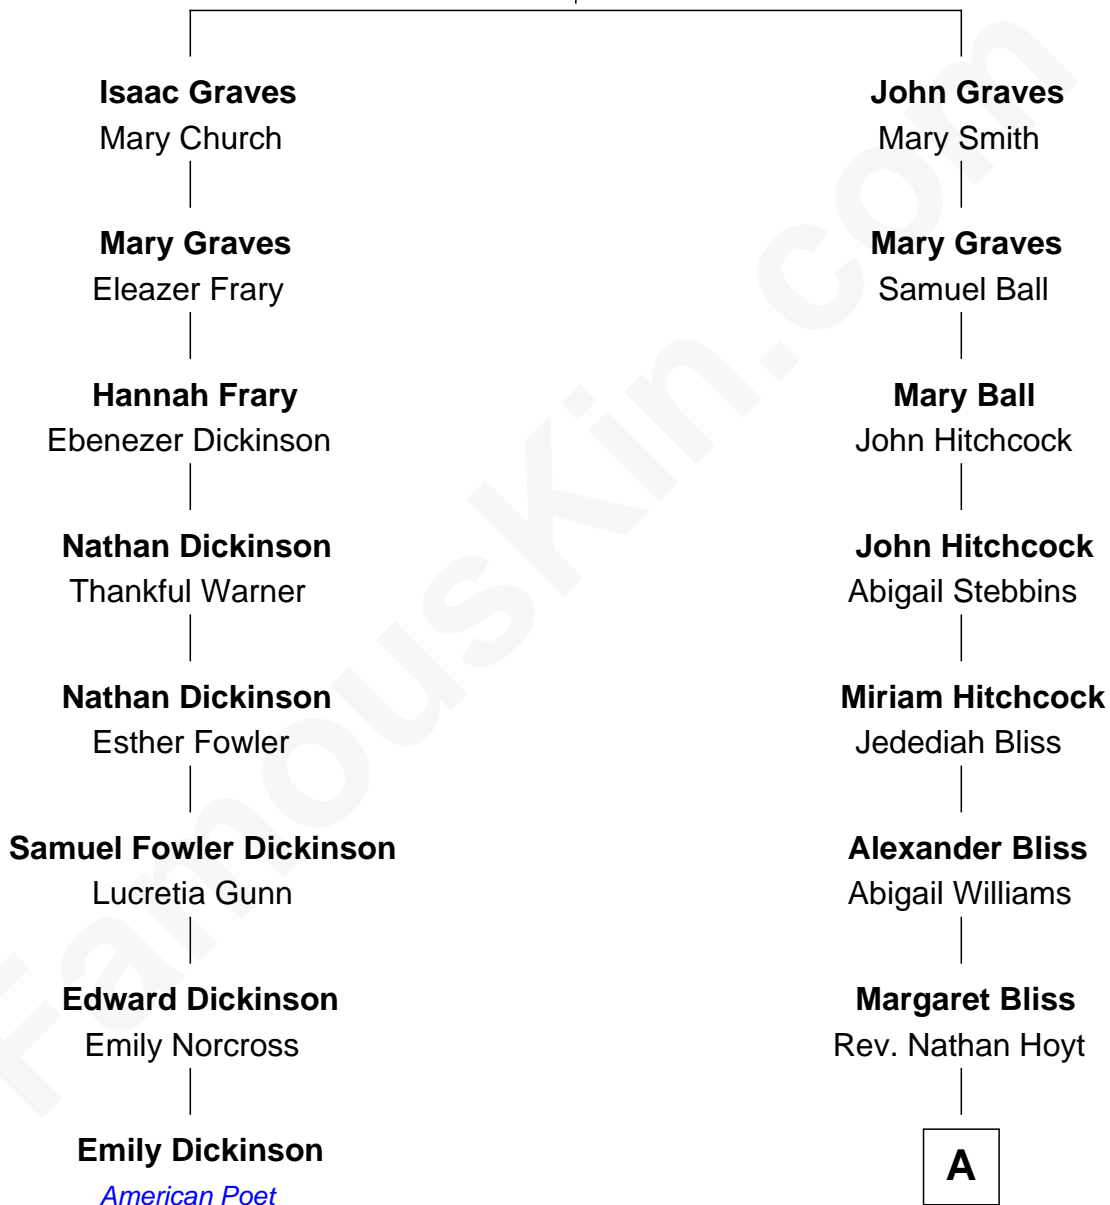 Isaac Graves
Mary Church
John Graves
Mary Smith
Mary Graves
Eleazer Frary
Mary Graves
Samuel Ball
Hannah Frary
Ebenezer Dickinson
Mary Ball
John Hitchcock
Nathan Dickinson
Thankful Warner
John Hitchcock
Abigail Stebbins
Nathan Dickinson
Esther Fowler
Miriam Hitchcock
Jedediah Bliss
Samuel Fowler Dickinson
Lucretia Gunn
Alexander Bliss
Abigail Williams
Edward Dickinson
Emily Norcross
Margaret Bliss
Rev. Nathan Hoyt
Emily Dickinson
American Poet
A
FamousKin.com